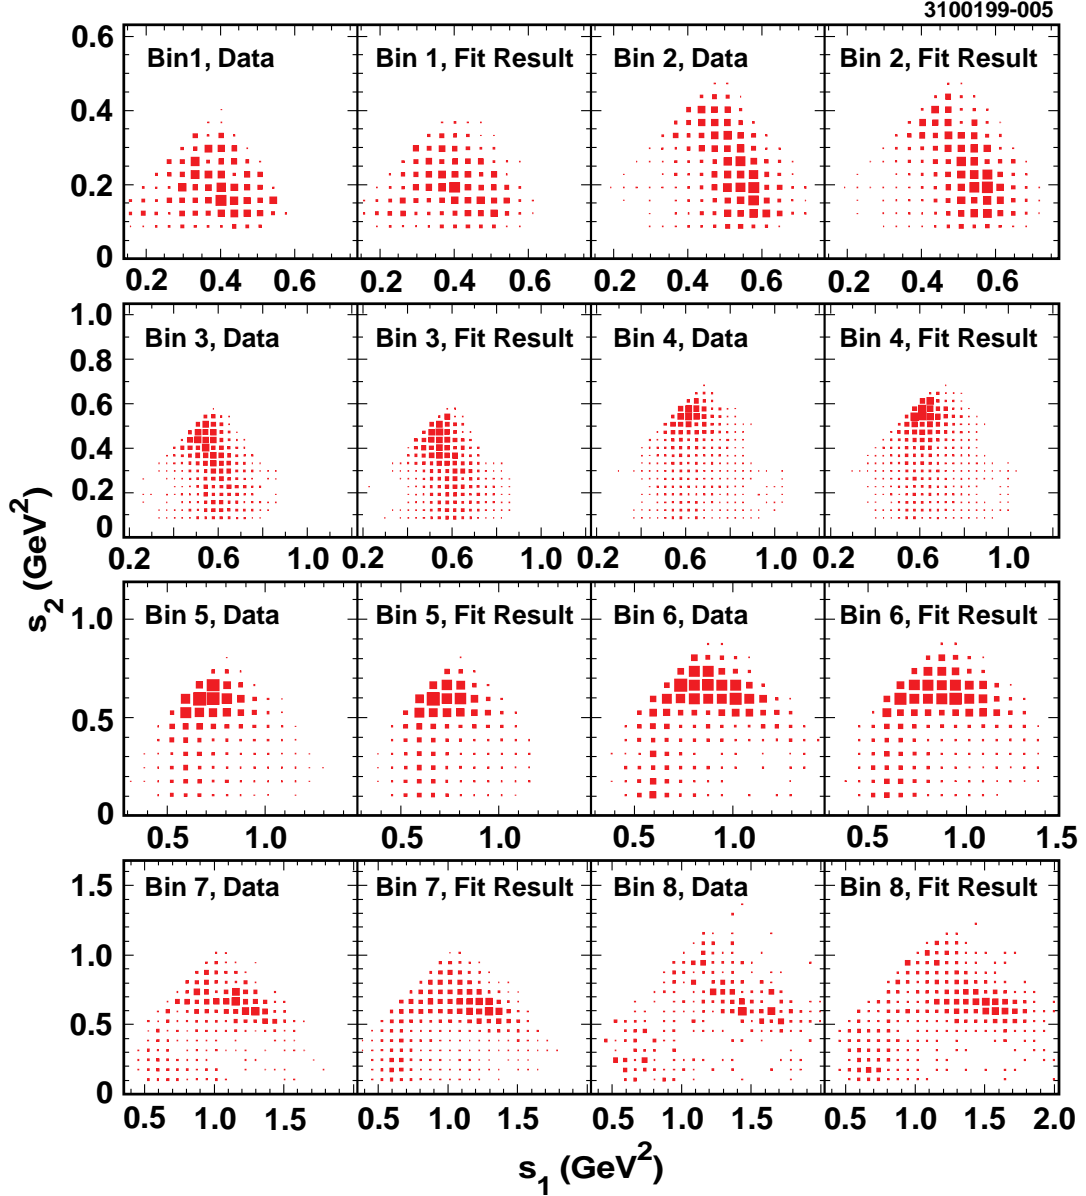 3100199-005
0.6
Bin1, Data
Bin 1, Fit Result
Bin 2, Data
Bin 2, Fit Result
0.4
0.2
0
0.2 0.4 0.6
0.2 0.4 0.6
0.2 0.4 0.6
0.2 0.4 0.6
1.0
Bin 3, Data
Bin 3, Fit Result
Bin 4, Data
Bin 4, Fit Result
0.8
0.6
0.4
0.2
0
0.2 0.6 1.0
0.2 0.6 1.0
0.2 0.6 1.0
0.2 0.6 1.0
s2 (GeV2)
1.0
Bin 5, Data
Bin 5, Fit Result
Bin 6, Data
Bin 6, Fit Result
0.5
0
0.5 1.0
0.5 1.0
0.5 1.0
0.5 1.0 1.5
1.5
Bin 7, Data
Bin 7, Fit Result
Bin 8, Data
Bin 8, Fit Result
1.0
0.5
0
0.5 1.0 1.5
0.5 1.0 1.5
0.5 1.0 1.5
0.5 1.0 1.5 2.0
s1 (GeV2)